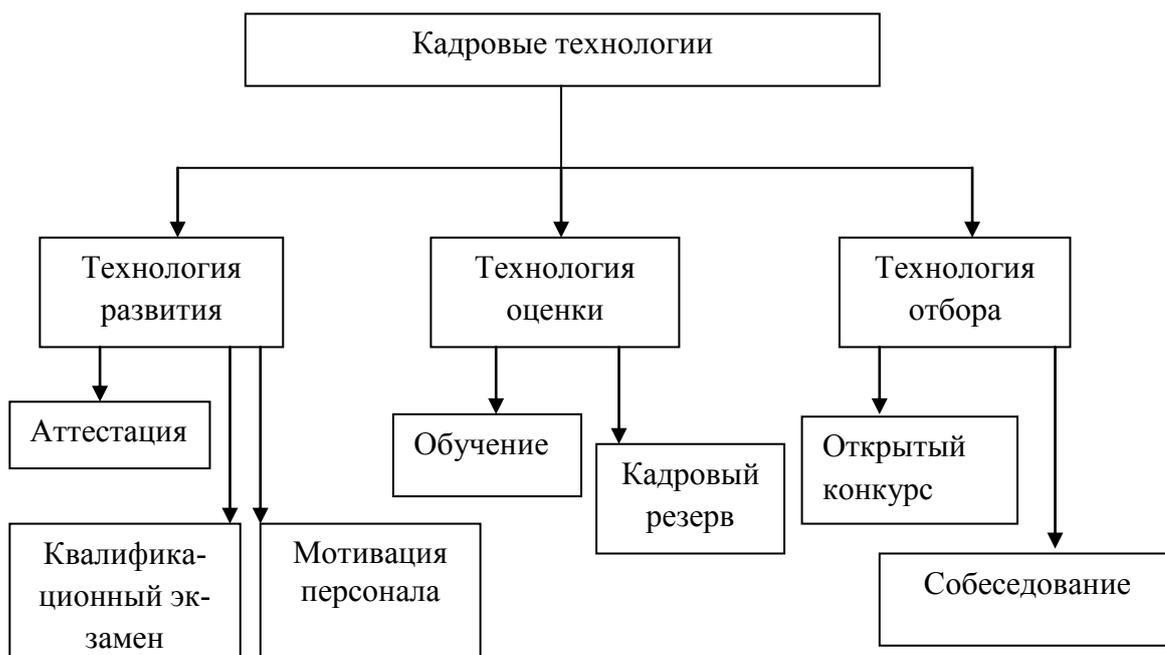 Кадровые технологии
Технология
развития
Технология
оценки
Технология
отбора
Аттестация
Обучение
Кадровый
резерв
Открытый
конкурс
Квалифика-
ционный эк-
замен
Мотивация
персонала
Собеседование